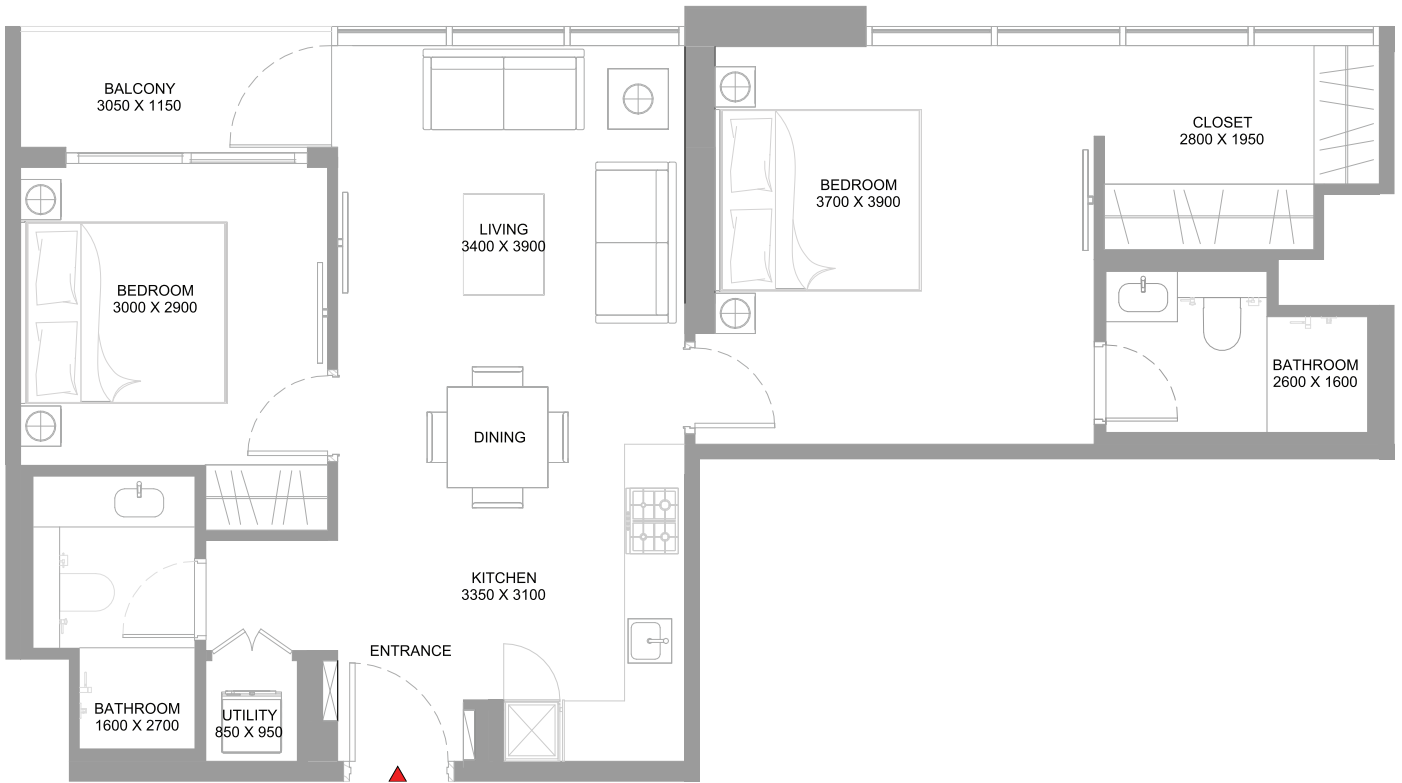 BALCONY
3050 X 1150
CLOSET
2800 X 1950
BEDROOM
3700 X 3900
LIVING
3400 X 3900
BEDROOM
3000 X 2900
BATHROOM
2600 X 1600
DINING
KITCHEN
3350 X 3100
ENTRANCE
BATHROOM
1600 X 2700
UTILITY
850 X 950